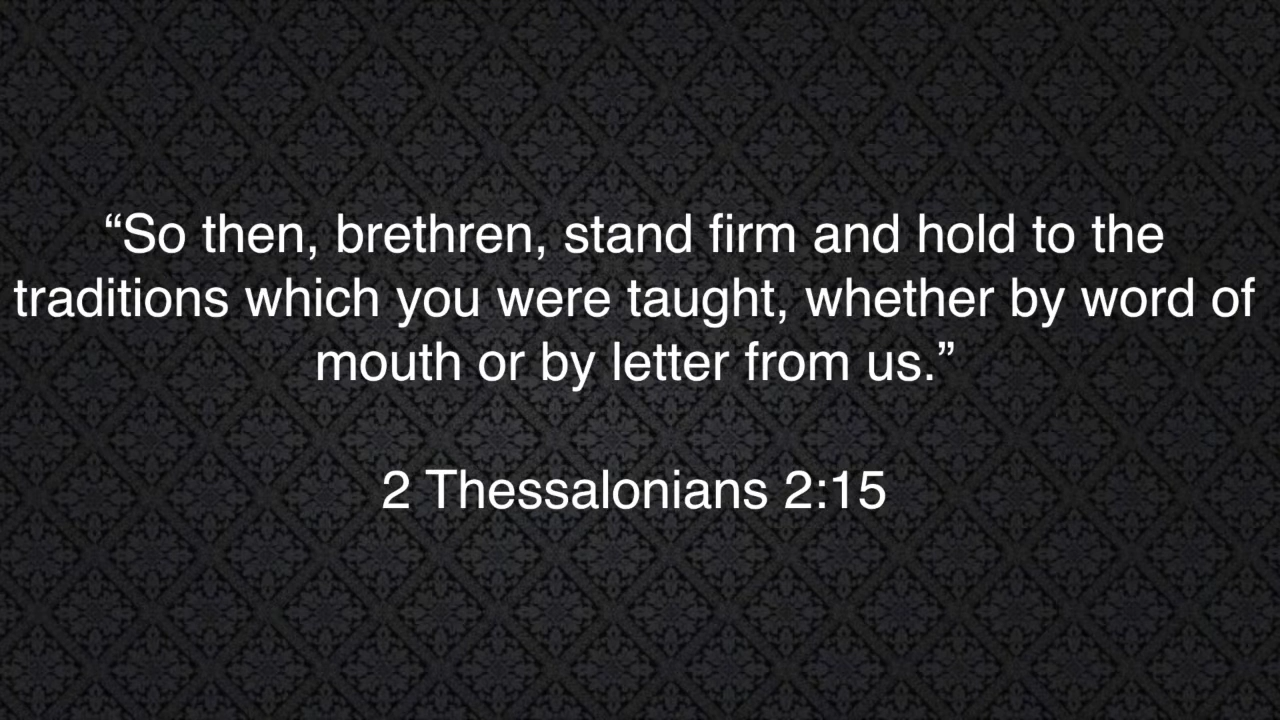 “So then, brethren, stand firm and hold to the
traditions which you were taught, whether by word of
mouth or by letter from us.”
2 Thessalonians 2:15